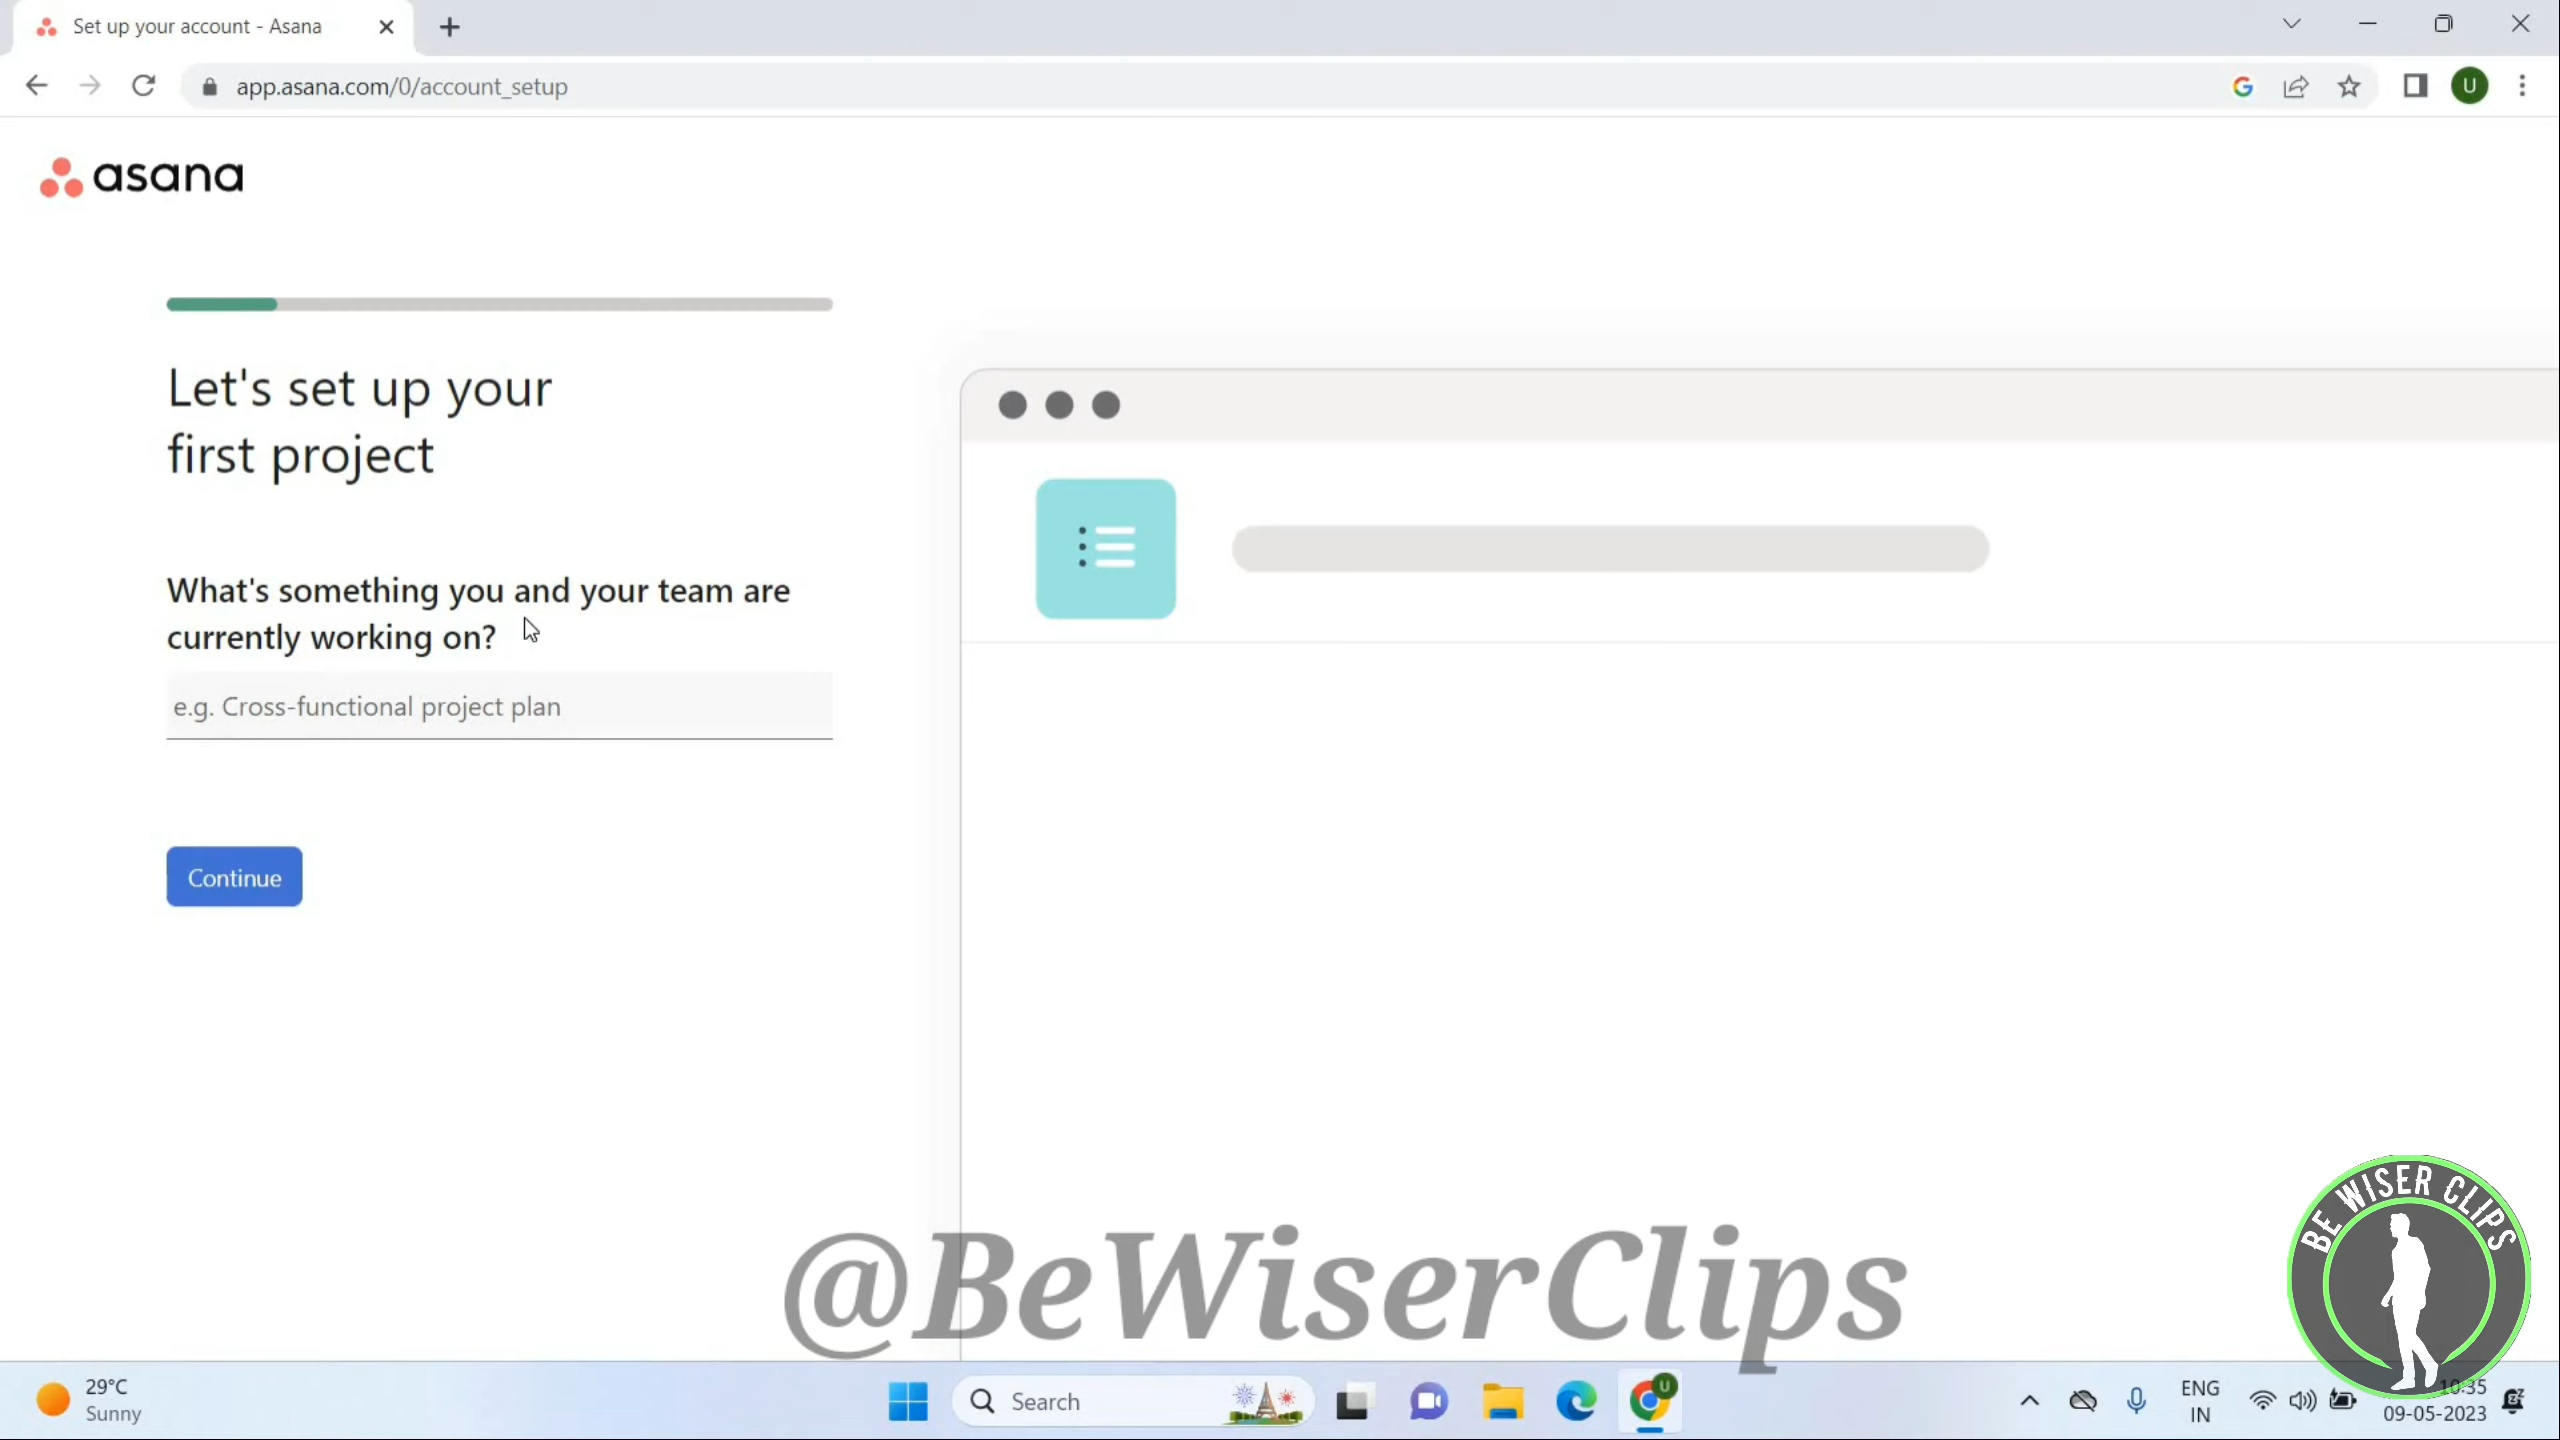 Set up your account - Asana
app.asana.com/0/account_setup
U
asana
Let's set up your
first project
What's something you and your team are
currently working on?
e.g. Cross-functional project plan
Continue
BE WISER CLIPS
@BeWiserClips
29°C
Sunny
Search
U
ENG
IN
10:35
09-05-2023